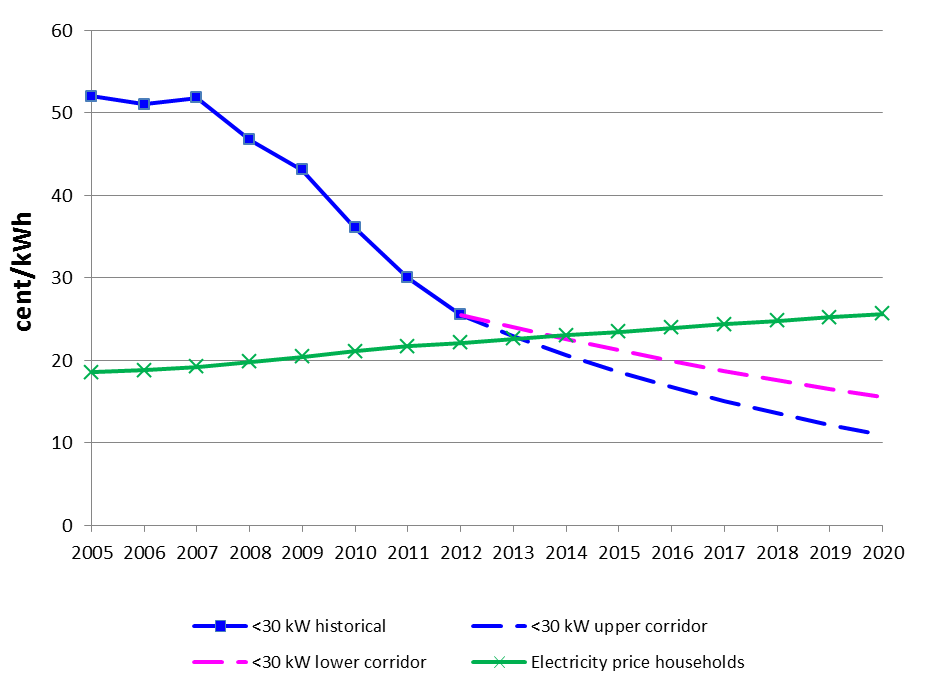 60
50
40
30
20
10
0
cent/kWh
2005 2006 2007 2008 2009 2010 2011 2012 2013 2014 2015 2016 2017 2018 2019 2020
<30 kW historical <30 kW upper corridor
<30 kW lower corridor Electricity price households